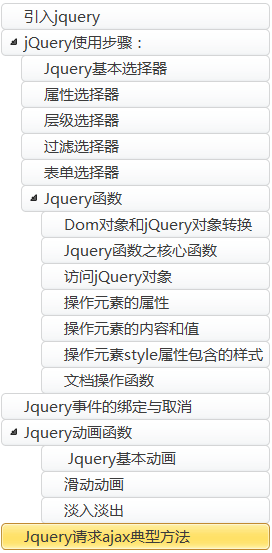 引入jquery
jQuery使用步骤：
Jquery基本选择器
属性选择器
层级选择器
过滤选择器
表单选择器
Jquery函数
Dom对象和jQuery对象转换
Jquery函数之核心函数
访问jQuery对象
操作元素的属性
操作元素的内容和值
操作元素style属性包含的样式
文档操作函数
Jquery事件的绑定与取消
Jquery动画函数
Jquery基本动画
滑动动画
淡入淡出
Jquery请求ajax典型方法